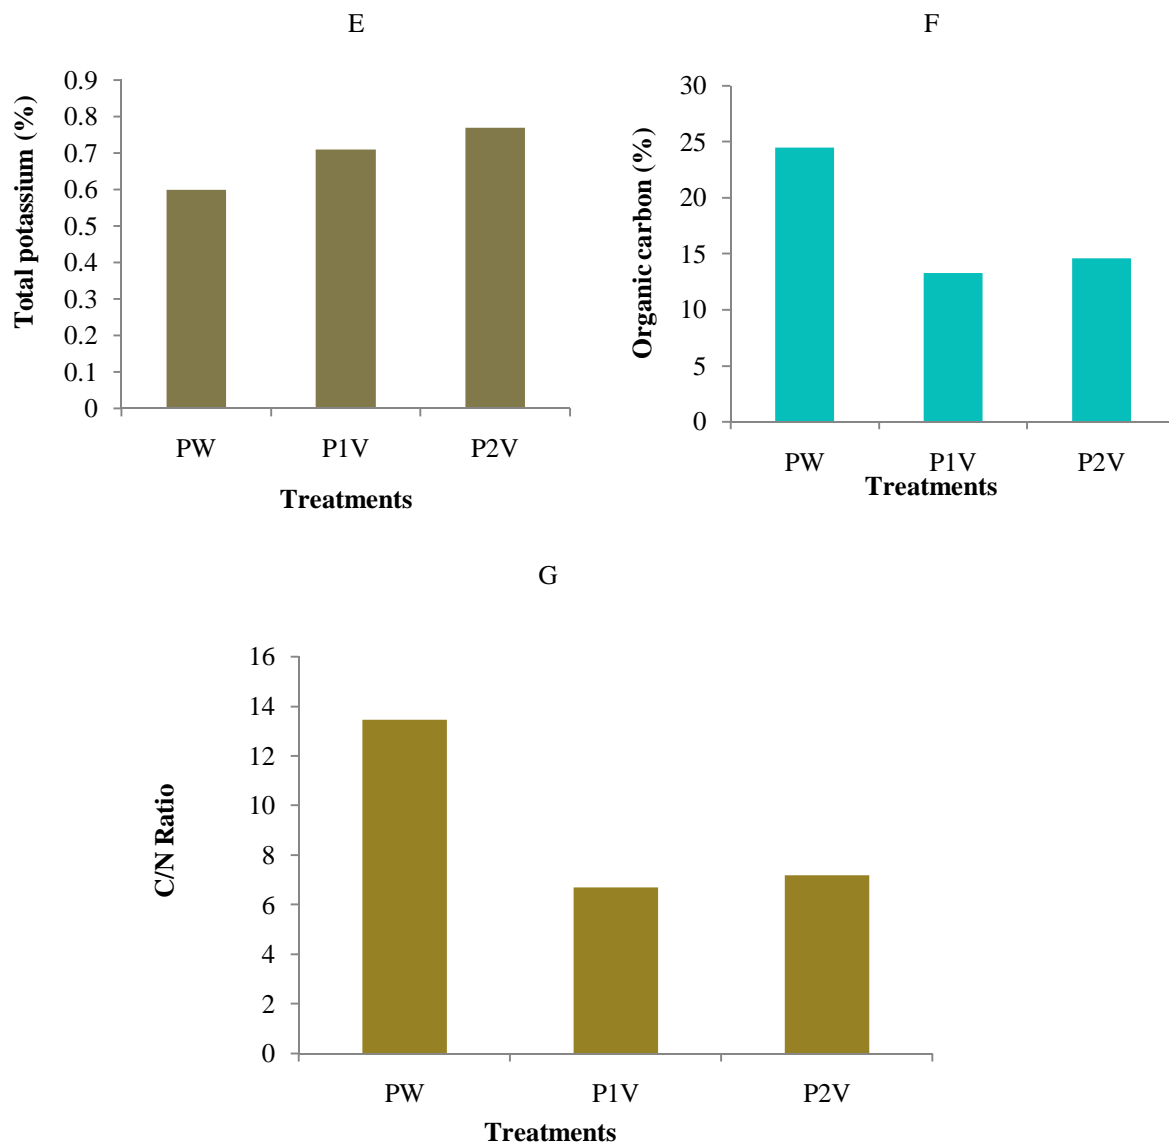 E
Total potassium (%)
0.9
0.8
0.7
0.6
0.5
0.4
0.3
0.2
0.1
0
PW P1V P2V
Treatments
F
Organic carbon (%)
30
25
20
15
10
5
0
PW P1V P2V
Treatments
G
C/N Ratio
16
14
12
10
8
6
4
2
0
PW P1V P2V
Treatments